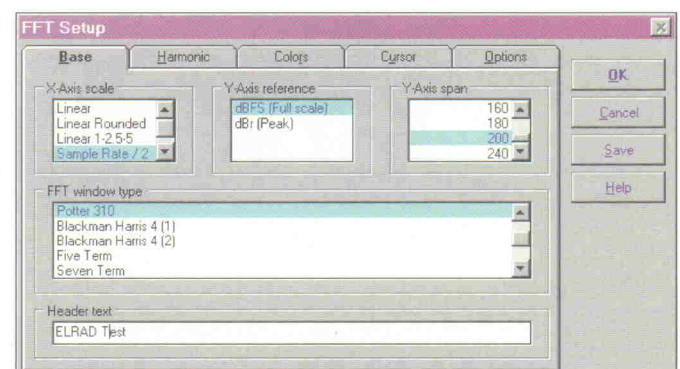 FFT Setup
Base
Harmonic
Colors
Cursor
Options
OK
Cancel
Save
Help
X-Axis scale
Linear
Linear Rounded
Linear 1-2.5-5
Sample Rate / 2
Y-Axis reference
dBFS (Full scale)
dBr (Peak)
Y-Axis span
160
180
200
240
FFT window type
Potter 310
Blackman Harris 4 (1)
Blackman Harris 4 (2)
Five Term
Seven Term
Header text
ELRAD Test